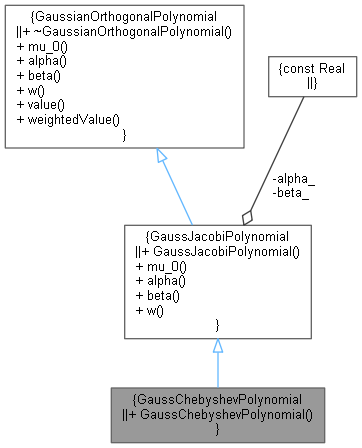 {GaussianOrthogonalPolynomial
||+ ~GaussianOrthogonalPolynomial()
+ mu_0()
+ alpha()
+ beta()
+ w()
+ value()
+ weightedValue()
}
{const Real
||}
-alpha_
-beta_
{GaussJacobiPolynomial
||+ GaussJacobiPolynomial()
+ mu_0()
+ alpha()
+ beta()
+ w()
}
{GaussChebyshevPolynomial
||+ GaussChebyshevPolynomial()
}